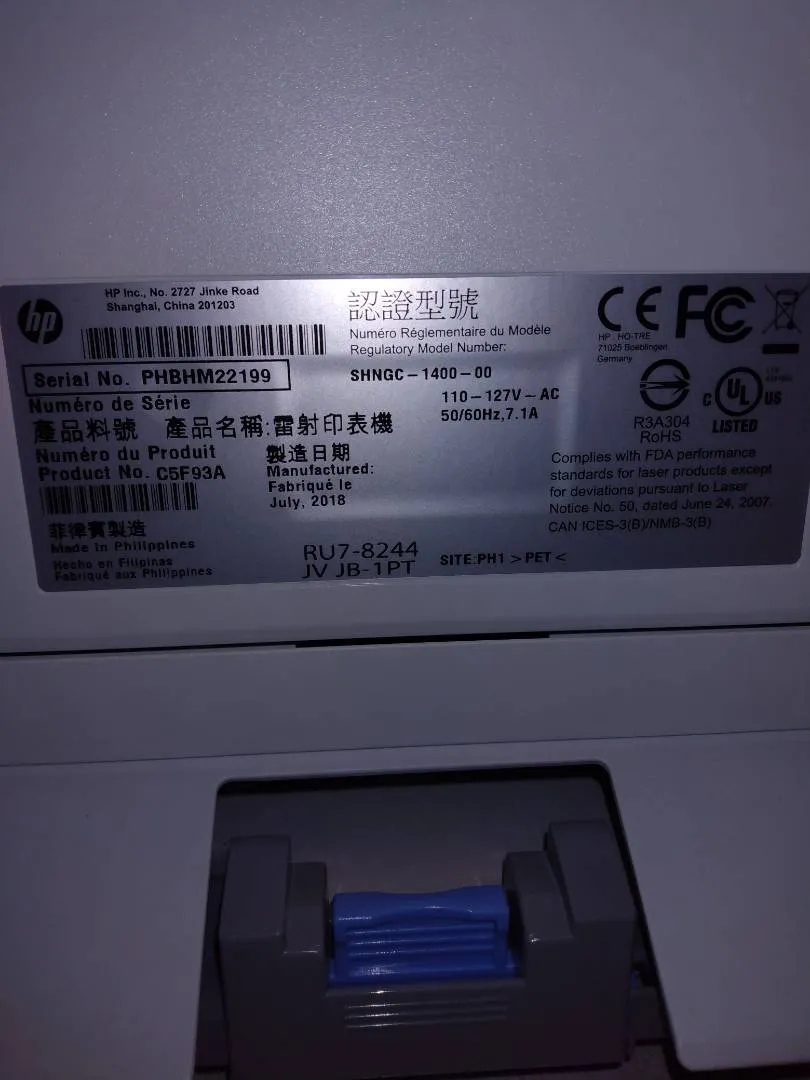 hp
HP Inc., No. 2727 Jinke Road
Shanghai, China 201203
Serial No. PHBHM22199
Numéro de Série
產品料號 產品名稱:雷射印表機
Numéro du Produit
Product No. C5F93A
製造日期
Manufactured:
Fabriqué le
July, 2018
菲律賓製造
Made in Philippines
Hecho en Filipinas
Fabriqué aux Philippines
RU7-8244
JV JB-1PT
SITE:PH1 >PET<
認證型號
Numéro Réglementaire du Modèle
Regulatory Model Number:
SHNGC-1400-00
110-127V-AC
50/60Hz,7.1A
CE FC
HP, HQ-TRE
71025 Boeblingen
Germany
R3A304
RoHS
C UL US
LISTED
Complies with FDA performance
standards for laser products except
for deviations pursuant to Laser
Notice No. 50, dated June 24, 2007.
CAN ICES-3(B)/NMB-3(B)